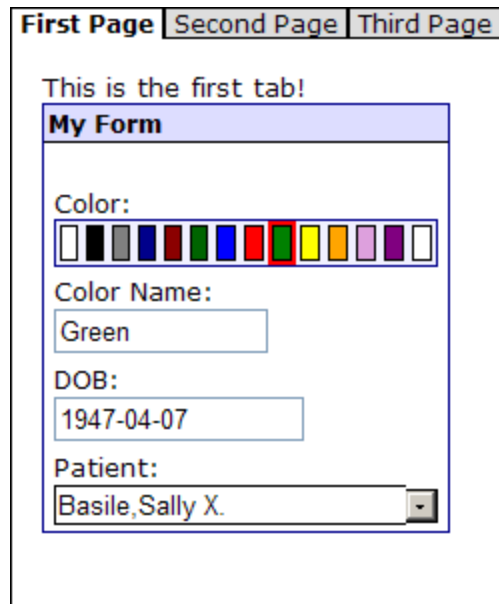 First Page Second Page Third Page
This is the first tab!
My Form
Color:
Color Name:
Green
DOB:
1947-04-07
Patient:
Basile,Sally X.